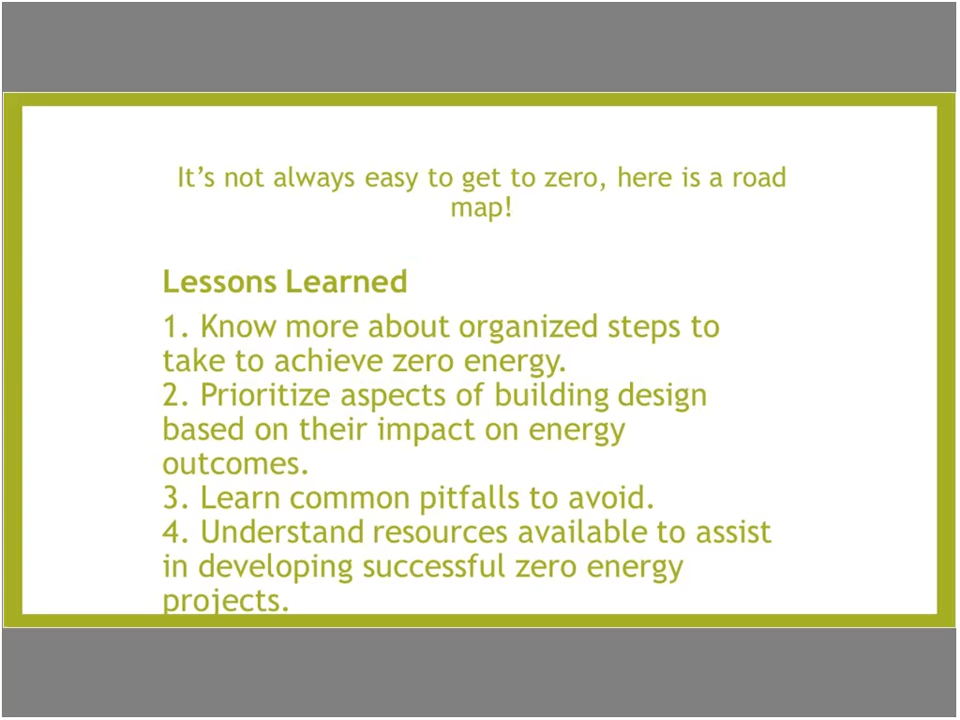 It’s not always easy to get to zero, here is a road
map!
Lessons Learned
1. Know more about organized steps to
take to achieve zero energy.
2. Prioritize aspects of building design
based on their impact on energy
outcomes.
3. Learn common pitfalls to avoid.
4. Understand resources available to assist
in developing successful zero energy
projects.